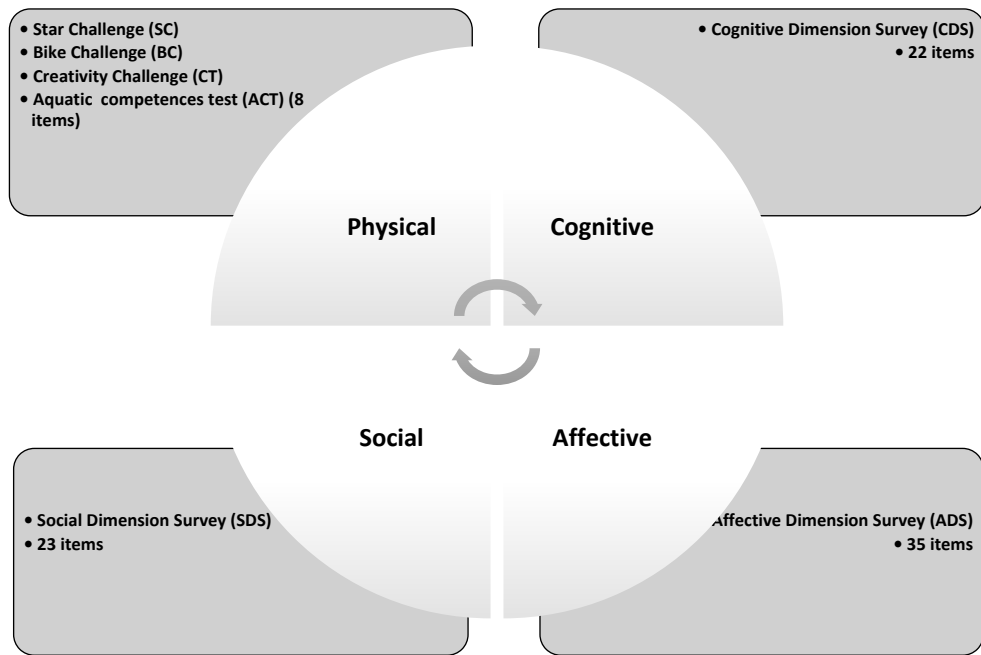 • Star Challenge (SC)
• Bike Challenge (BC)
• Creativity Challenge (CT)
• Aquatic competences test (ACT) (8
items)
• Cognitive Dimension Survey (CDS)
• 22 items
Physical
Cognitive
Social
Affective
• Social Dimension Survey (SDS)
• 23 items
Affective Dimension Survey (ADS)
• 35 items